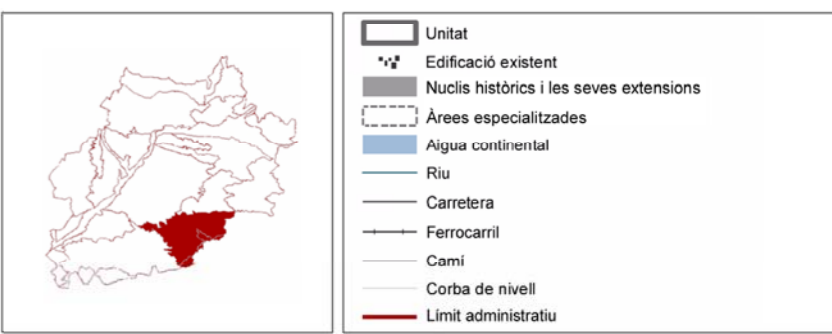 Unitat
Edificació existent
Nuclis històrics i les seves extensions
Àrees especialitzades
Aigua continental
Riu
Carretera
Ferrocarril
Camí
Corba de nivell
Límit administratiu